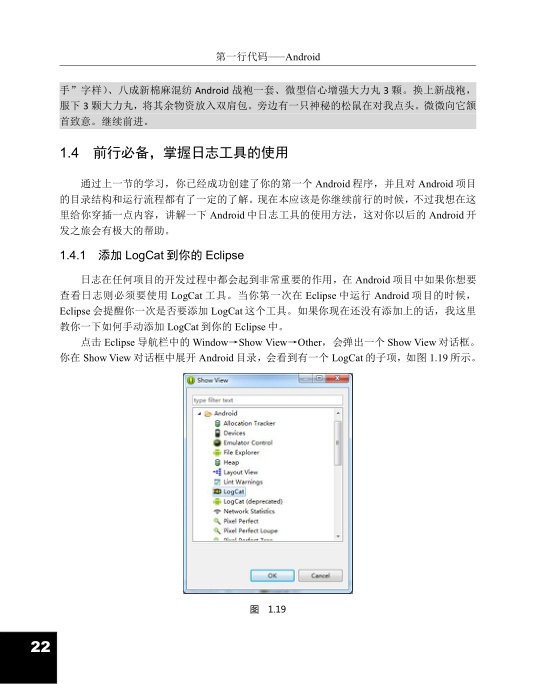 第一行代码——Android
手”字样）、八成新棉麻混纺 Android 战袍一套、微型信心增强大力丸 3 颗。换上新战袍，
服下 3 颗大力丸，将其余物资放入双肩包。旁边有一只神秘的松鼠在对我点头。微微向它颔
首致意。继续前进。
1.4 前行必备，掌握日志工具的使用
通过上一节的学习，你已经成功创建了你的第一个 Android 程序，并且对 Android 项目
的目录结构和运行流程都有了一定的了解。现在本应该是你继续前行的时候，不过我想在这
里给你穿插一点内容，讲解一下 Android 中日志工具的使用方法，这对你以后的 Android 开
发之旅会有极大的帮助。
1.4.1 添加 LogCat 到你的 Eclipse
日志在任何项目的开发过程中都会起到非常重要的作用，在 Android 项目中如果你想要
查看日志则必须要使用 LogCat 工具。当你第一次在 Eclipse 中运行 Android 项目的时候，
Eclipse 会提醒你一次是否要添加 LogCat 这个工具。如果你现在还没有添加上的话，我这里
教你一下如何手动添加 LogCat 到你的 Eclipse 中。
点击 Eclipse 导航栏中的 Window→Show View→Other，会弹出一个 Show View 对话框。
你在 Show View 对话框中展开 Android 目录，会看到有一个 LogCat 的子项，如图 1.19 所示。
Show View
type filter text
Android
Allocation Tracker
Devices
Emulator Control
File Explorer
Heap
Layout View
Lint Warnings
LogCat
LogCat (deprecated)
Network Statistics
Pixel Perfect
Pixel Perfect Loupe
Pixel Perfect Tree
OK
Cancel
图 1.19
22